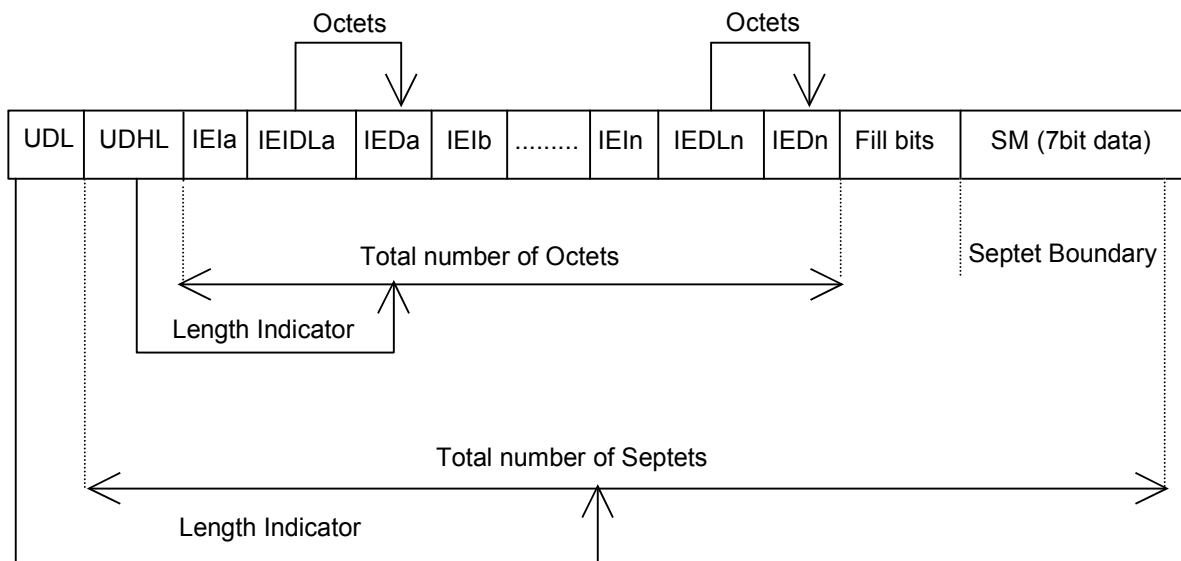 Octets Octets
UDL UDHL IEIa IEIDLa IEDa IEIb ......... IEIn IEDLn IEDn Fill bits SM (7bit data)
Total number of Octets
Septet Boundary
Length Indicator
Total number of Septets
Length Indicator